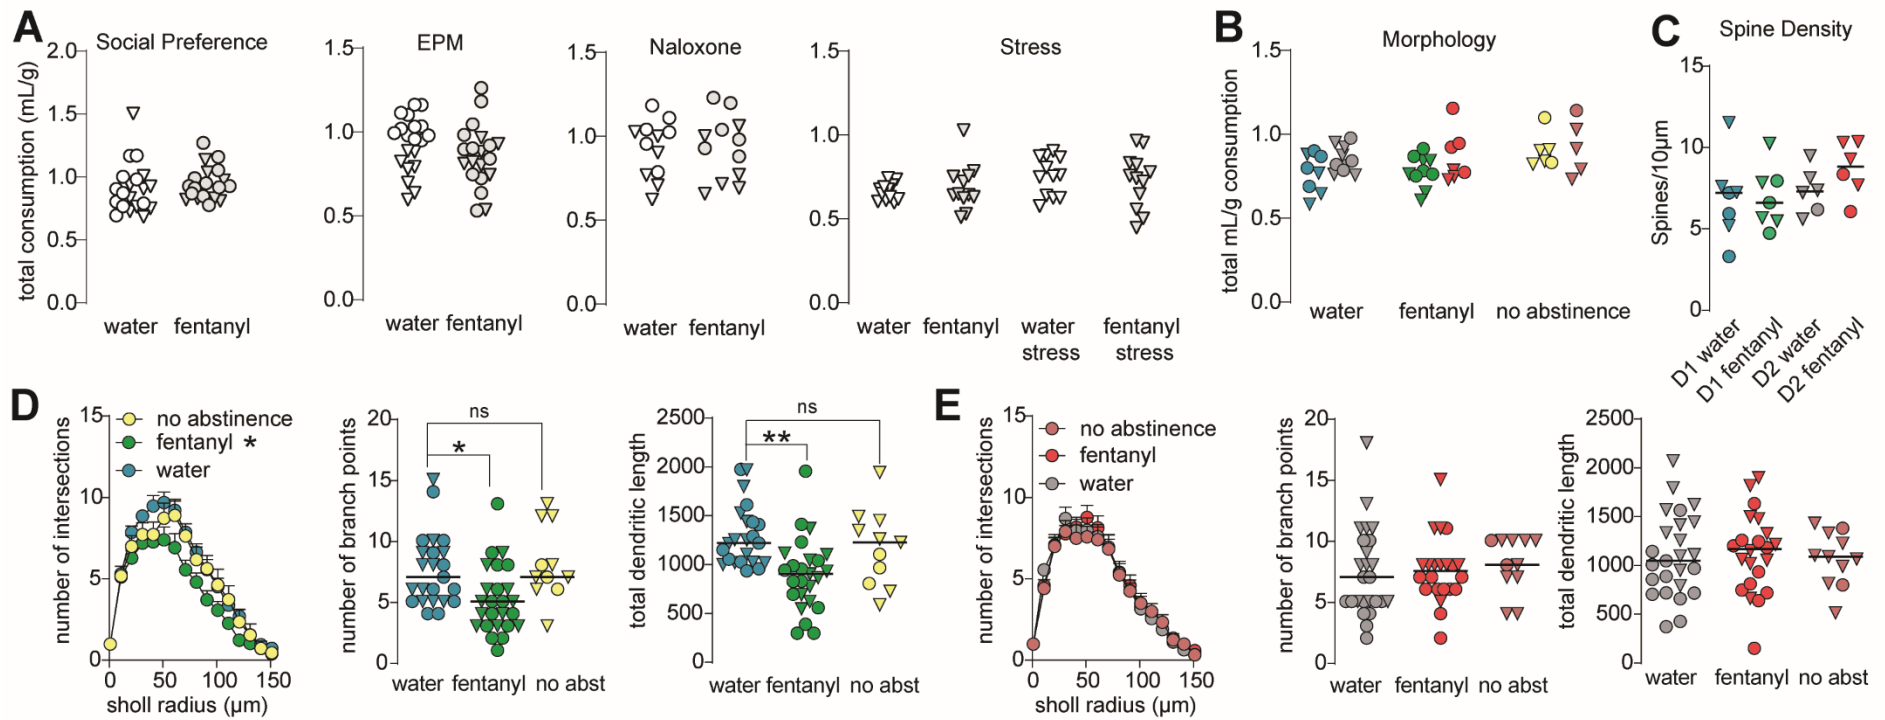 A
Social Preference
total consumption (mL/g)
2.0
1.5
1.0
0.5
0.0
water fentanyl
EPM
1.5
1.0
0.5
0.0
water fentanyl
Naloxone
1.5
1.0
0.5
0.0
water fentanyl
Stress
1.5
1.0
0.5
0.0
water fentanyl water stress fentanyl stress
B
Morphology
total mL/g consumption
1.5
1.0
0.5
0.0
water fentanyl no abstinence
C
Spine Density
Spines/10μm
15
10
5
0
D1 water
D1 fentanyl
D2 water
D2 fentanyl
D
number of intersections
15
10
5
0
no abstinence
fentanyl *
water
0 50 100 150
sholl radius (μm)
number of branch points
20
15
10
5
0
ns
*
water fentanyl no abst
total dendritic length
2500
2000
1500
1000
500
0
ns
**
water fentanyl no abst
E
number of intersections
15
10
5
0
no abstinence
fentanyl
water
0 50 100 150
sholl radius (μm)
number of branch points
20
15
10
5
0
water fentanyl no abst
total dendritic length
2500
2000
1500
1000
500
0
water fentanyl no abst